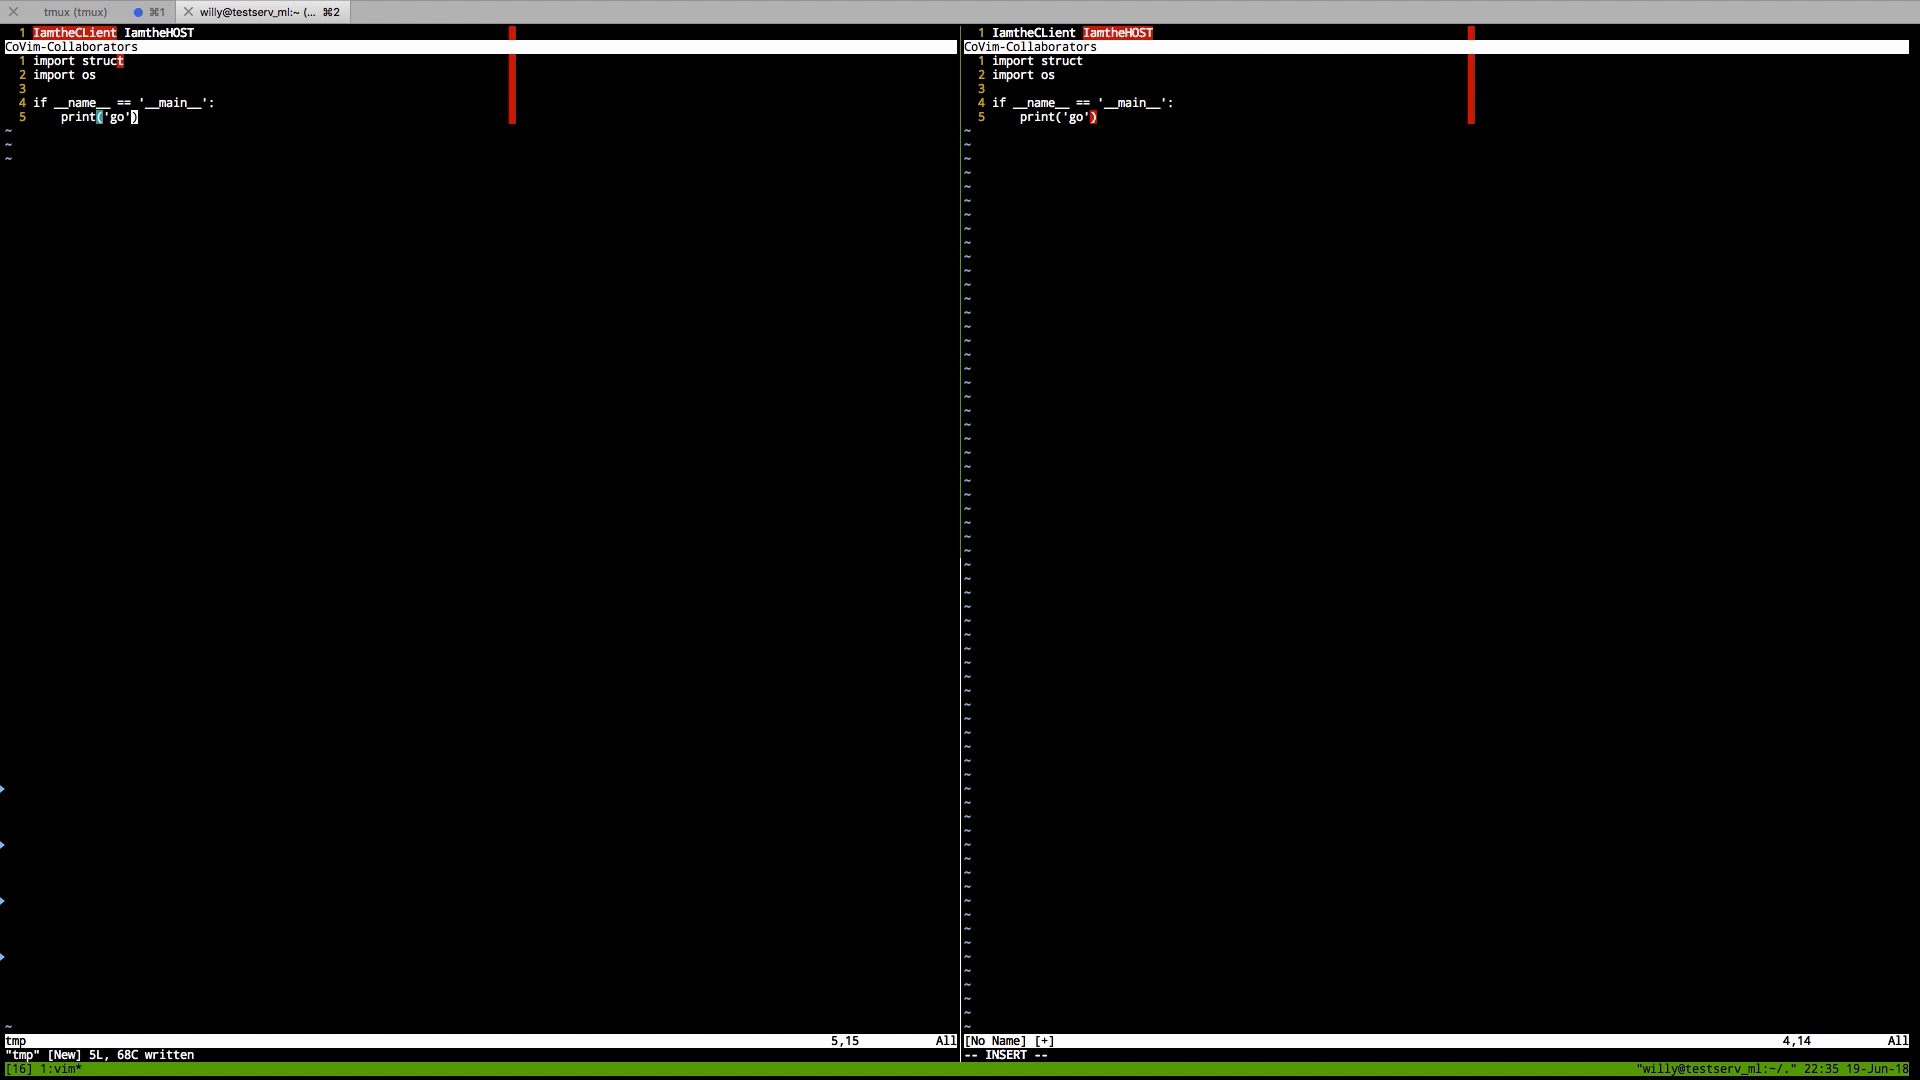 tmux (tmux) ⌘1 willy@testserv_ml:~ (... ⌘2
1 IamtheCLient IamtheHOST
CoVim-Collaborators
1 import struct
2 import os
3
4 if __name__ == '__main__':
5     print('go')
~
~
~
~
tmp 5,15 All
"tmp" [New] 5L, 68C written
1 IamtheCLient IamtheHOST
CoVim-Collaborators
1 import struct
2 import os
3
4 if __name__ == '__main__':
5     print('go')
[No Name] [+] 4,14 All
-- INSERT --
[16] 1:vim* "willy@testserv_ml:~/." 22:35 19-Jun-18